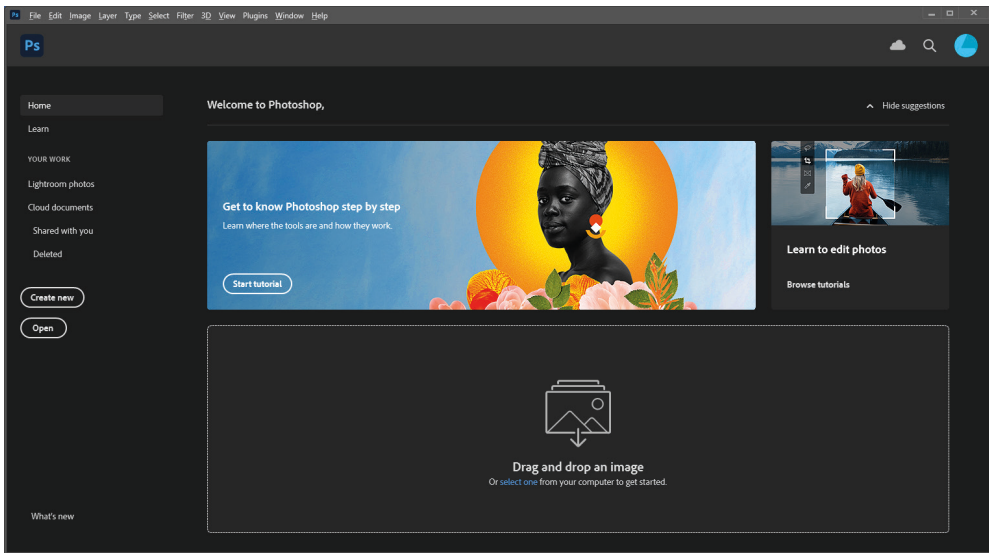 Ps File Edit Image Layer Type Select Filter 3D View Plugins Window Help
Ps
Home
Learn
YOUR WORK
Lightroom photos
Cloud documents
Shared with you
Deleted
Create new
Open
What's new
Welcome to Photoshop,
Hide suggestions
Get to know Photoshop step by step
Learn where the tools are and how they work.
Start tutorial
Learn to edit photos
Browse tutorials
Drag and drop an image
Or select one from your computer to get started.